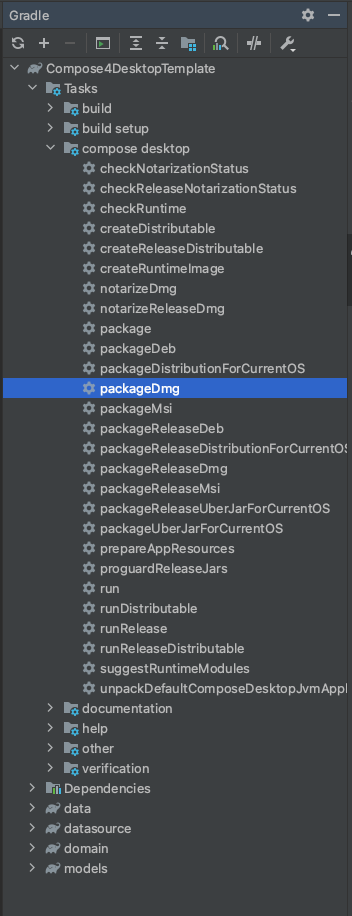 Gradle
Compose4DesktopTemplate
Tasks
build
build setup
compose desktop
checkNotarizationStatus
checkReleaseNotarizationStatus
checkRuntime
createDistributable
createReleaseDistributable
createRuntimeImage
notarizeDmg
notarizeReleaseDmg
package
packageDeb
packageDistributionForCurrentOS
packageDmg
packageMsi
packageReleaseDeb
packageReleaseDistributionForCurrentOS
packageReleaseDmg
packageReleaseMsi
packageReleaseUberJarForCurrentOS
packageUberJarForCurrentOS
prepareAppResources
proguardReleaseJars
run
runDistributable
runRelease
runReleaseDistributable
suggestRuntimeModules
unpackDefaultComposeDesktopJvmAppl
documentation
help
other
verification
Dependencies
data
datasource
domain
models